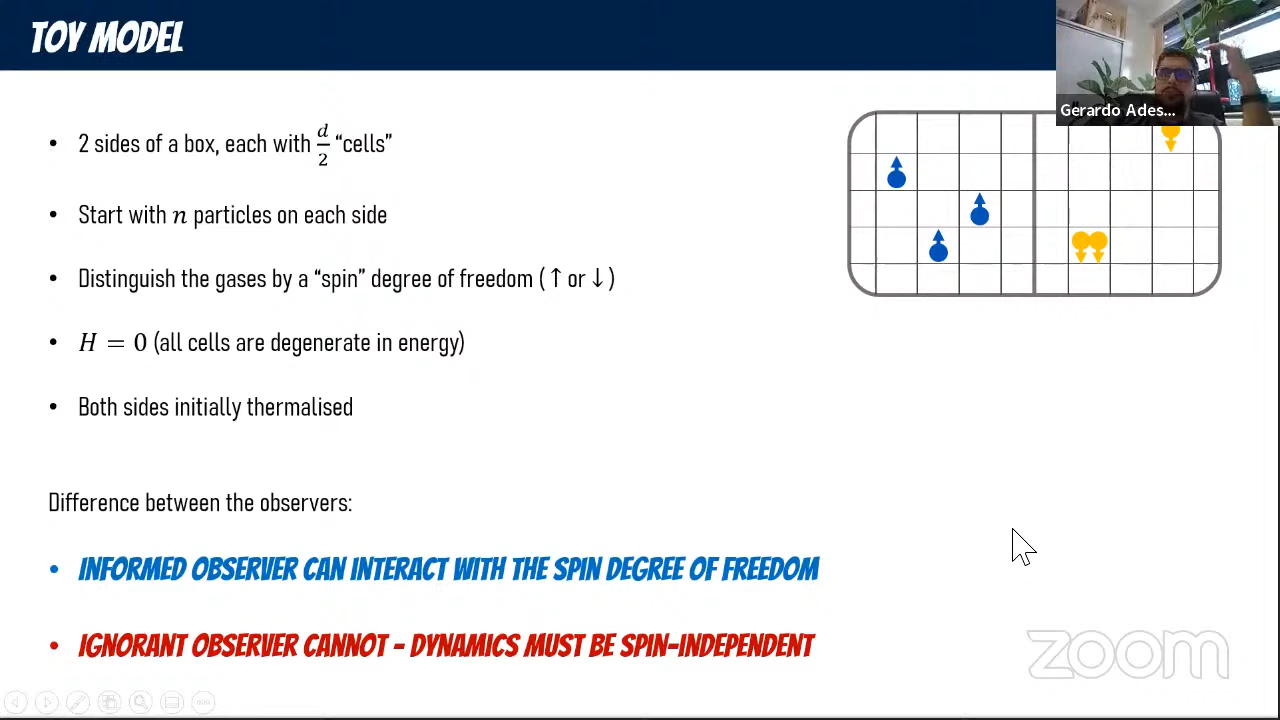 TOY MODEL
Gerardo Ades...
• 2 sides of a box, each with d/2 “cells”
• Start with n particles on each side
• Distinguish the gases by a “spin” degree of freedom (↑ or ↓)
• H = 0 (all cells are degenerate in energy)
• Both sides initially thermalised
Difference between the observers:
• INFORMED OBSERVER CAN INTERACT WITH THE SPIN DEGREE OF FREEDOM
• IGNORANT OBSERVER CANNOT - DYNAMICS MUST BE SPIN-INDEPENDENT
zoom